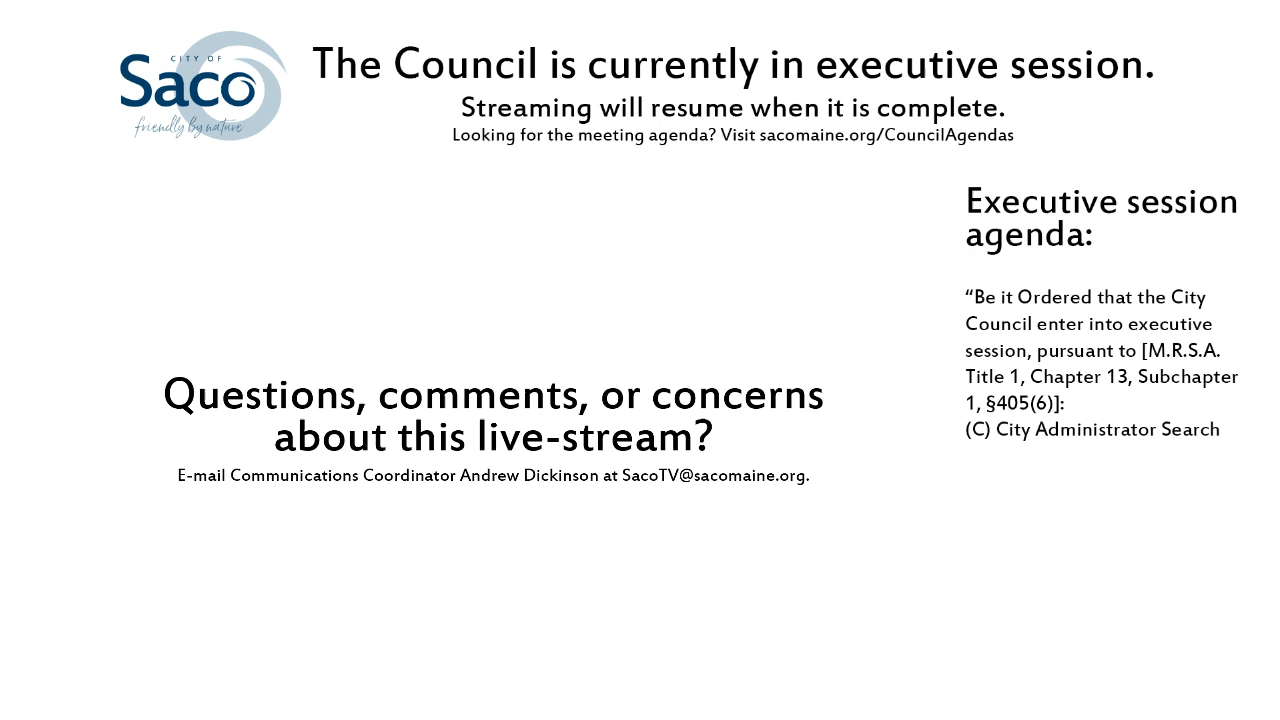 CITY OF
Saco
friendly by nature
The Council is currently in executive session.
Streaming will resume when it is complete.
Looking for the meeting agenda? Visit sacomaine.org/CouncilAgendas
Executive session
agenda:
“Be it Ordered that the City
Council enter into executive
session, pursuant to [M.R.S.A.
Title 1, Chapter 13, Subchapter
1, §405(6)]:
(C) City Administrator Search
Questions, comments, or concerns
about this live-stream?
E-mail Communications Coordinator Andrew Dickinson at SacoTV@sacomaine.org.